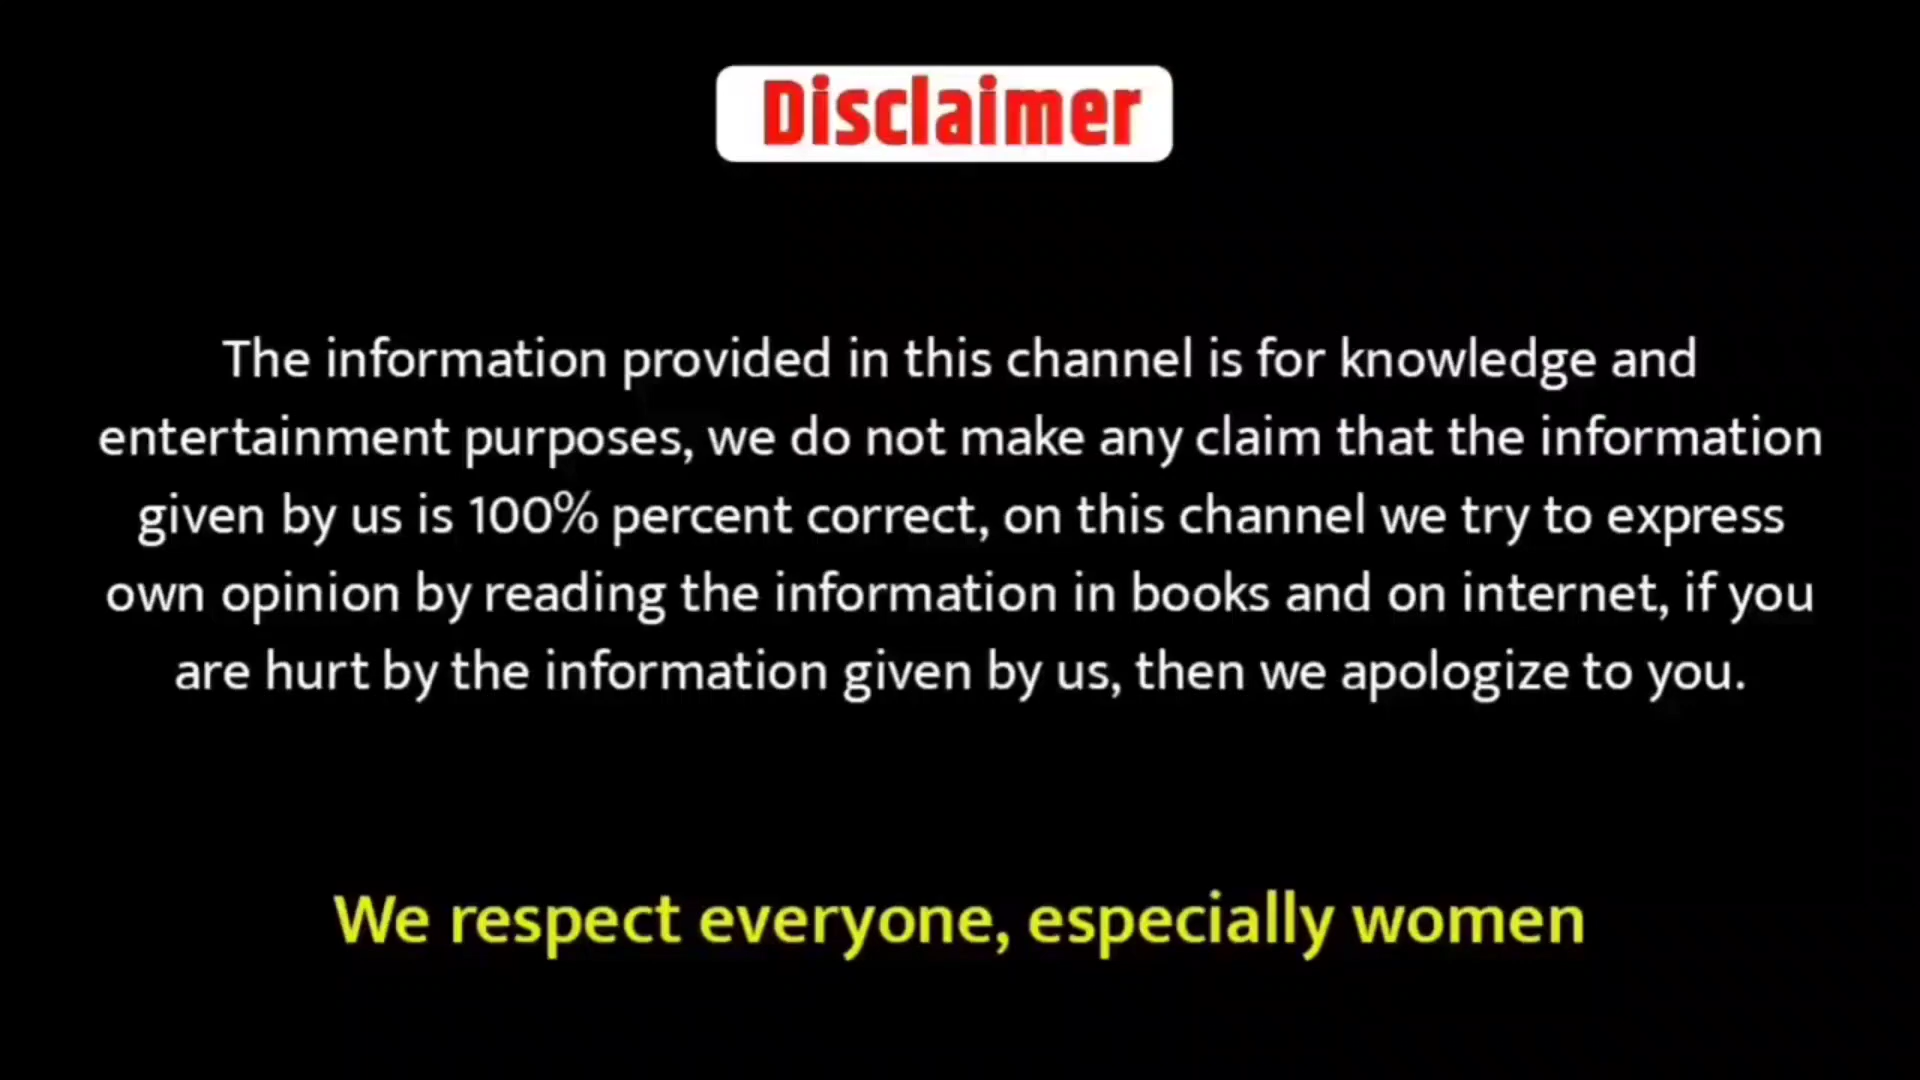 Disclaimer
The information provided in this channel is for knowledge and
entertainment purposes, we do not make any claim that the information
given by us is 100% percent correct, on this channel we try to express
own opinion by reading the information in books and on internet, if you
are hurt by the information given by us, then we apologize to you.
We respect everyone, especially women